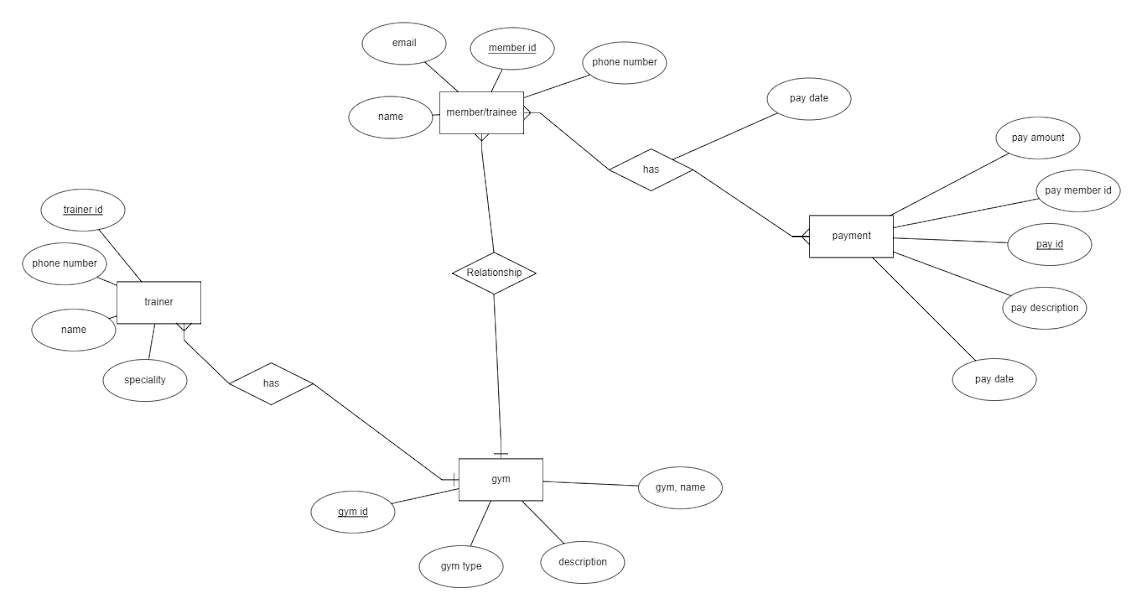 email
member id
phone number
name
member/trainee
pay date
has
pay amount
pay member id
payment
pay id
pay description
pay date
trainer id
phone number
name
trainer
speciality
Relationship
has
gym
gym, name
gym id
gym type
description